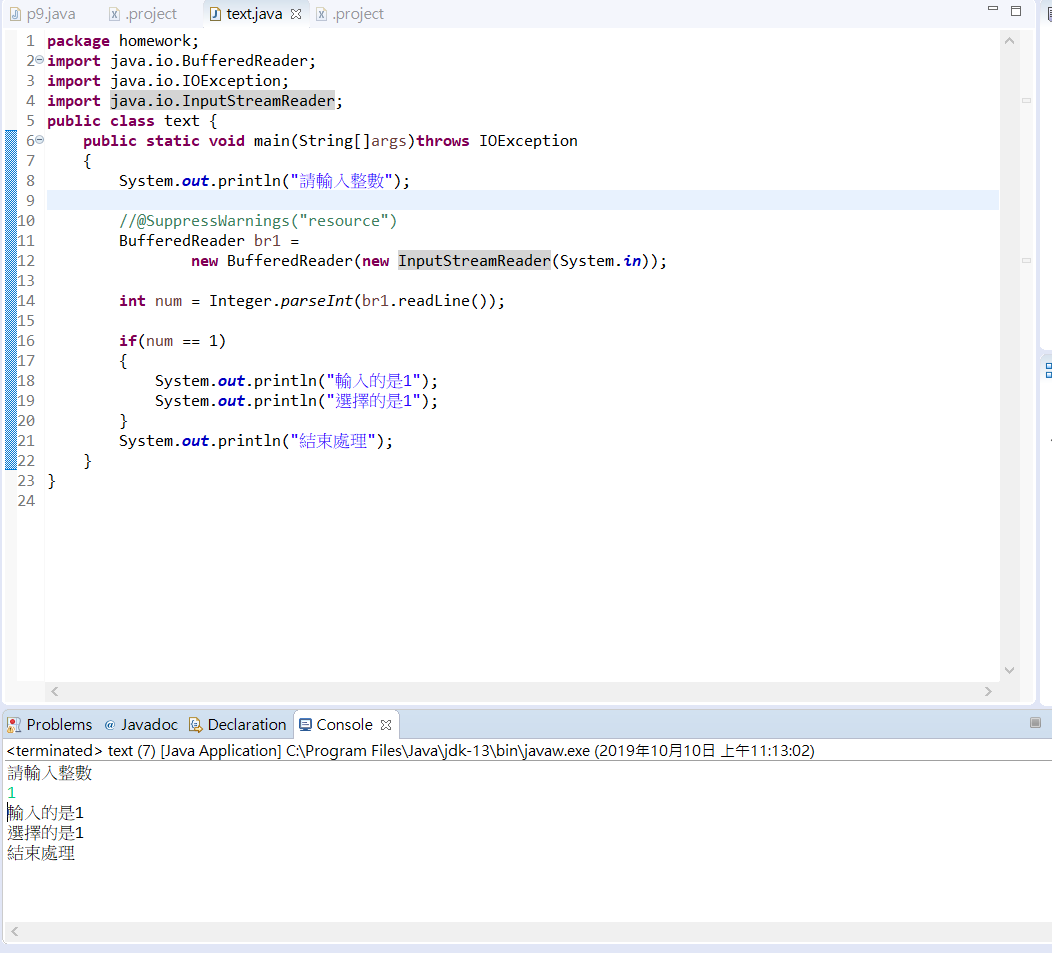 p9.java .project text.java .project
1 package homework;
2 import java.io.BufferedReader;
3 import java.io.IOException;
4 import java.io.InputStreamReader;
5 public class text {
6 public static void main(String[]args)throws IOException
7 {
8 System.out.println("請輸入整數");
9
10 //@SuppressWarnings("resource")
11 BufferedReader br1 =
12 new BufferedReader(new InputStreamReader(System.in));
13
14 int num = Integer.parseInt(br1.readLine());
15
16 if(num == 1)
17 {
18 System.out.println("輸入的是1");
19 System.out.println("選擇的是1");
20 }
21 System.out.println("結束處理");
22 }
23 }
24
Problems @ Javadoc Declaration Console
<terminated> text (7) [Java Application] C:\Program Files\Java\jdk-13\bin\javaw.exe (2019年10月10日 上午11:13:02)
請輸入整數
1
輸入的是1
選擇的是1
結束處理